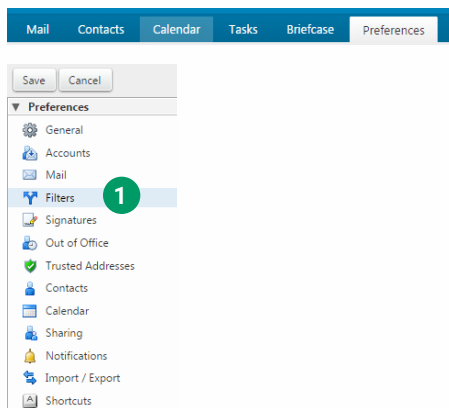 Mail Contacts Calendar Tasks Briefcase Preferences
Save Cancel
Preferences
General
Accounts
Mail
Filters 1
Signatures
Out of Office
Trusted Addresses
Contacts
Calendar
Sharing
Notifications
Import / Export
A Shortcuts